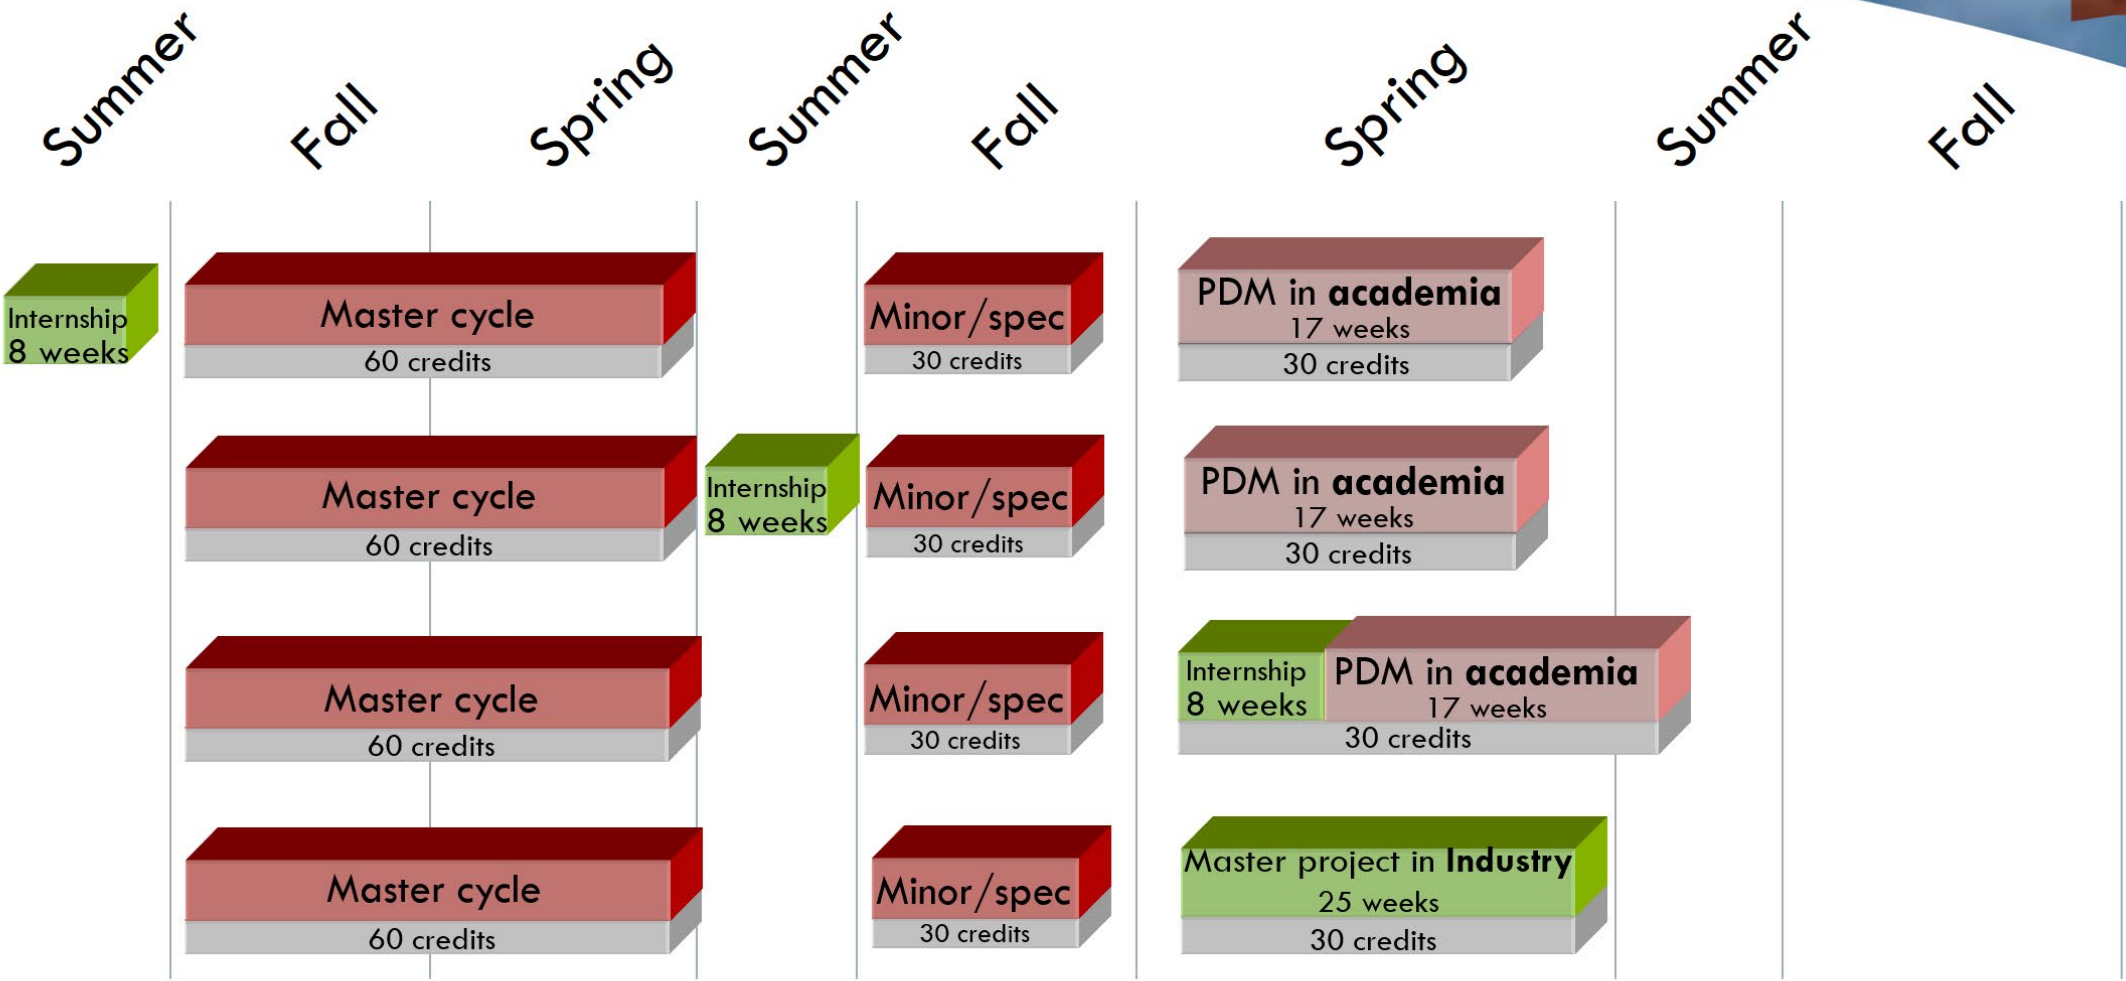 Summer
Fall
Spring
Summer
Fall
Spring
Summer
Fall
Internship
8 weeks
Master cycle
60 credits
Minor/spec
30 credits
PDM in academia
17 weeks
30 credits
Master cycle
60 credits
Internship
8 weeks
Minor/spec
30 credits
PDM in academia
17 weeks
30 credits
Master cycle
60 credits
Minor/spec
30 credits
Internship
8 weeks
PDM in academia
17 weeks
30 credits
Master cycle
60 credits
Minor/spec
30 credits
Master project in Industry
25 weeks
30 credits